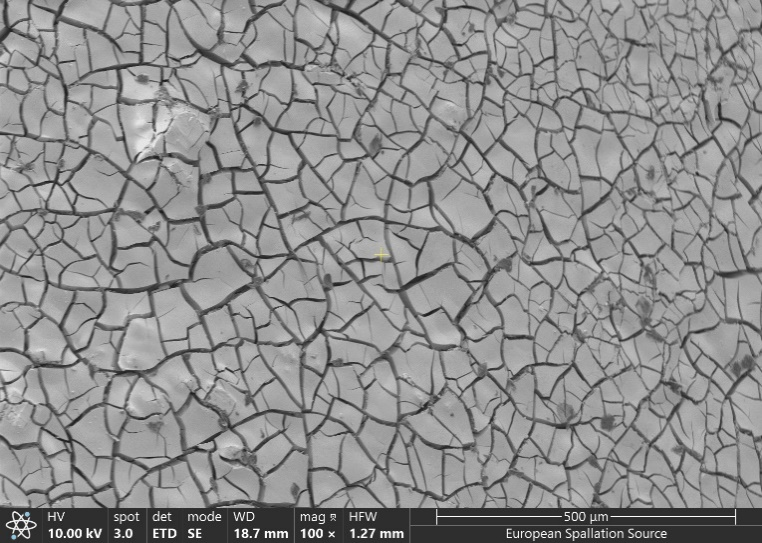 HV spot det mode WD mag HFW 500 µm
10.00 kV 3.0 ETD SE 18.7 mm 100 × 1.27 mm European Spallation Source